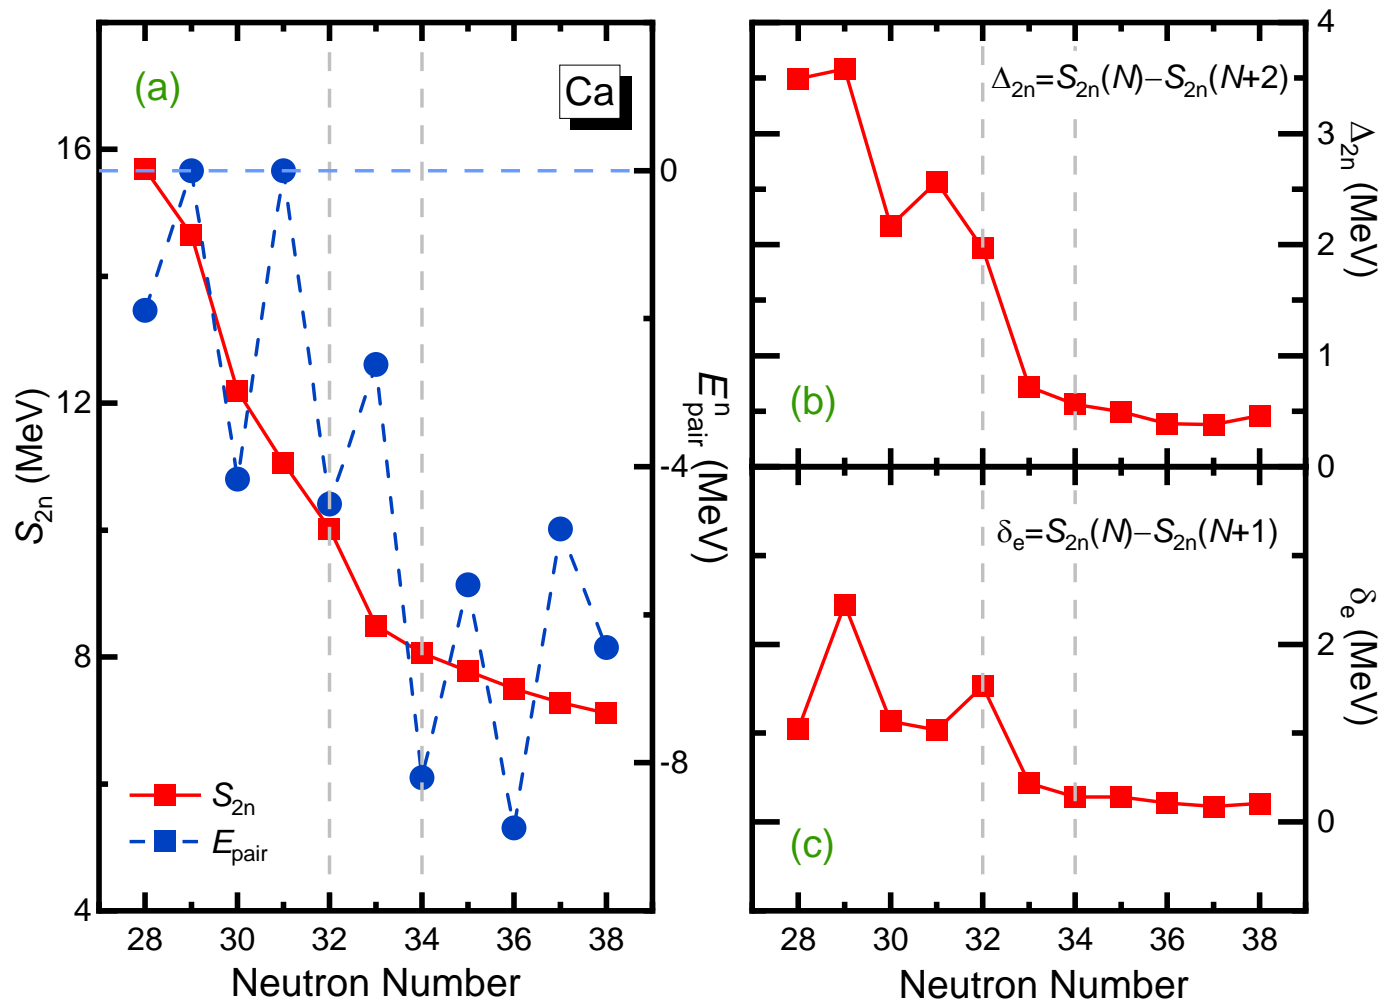 (a)
Ca
16
12
8
4
S2n (MeV)
0
-4
-8
E^n_pair (MeV)
S2n
Epair
28 30 32 34 36 38
Neutron Number
Δ2n=S2n(N)−S2n(N+2)
(b)
4
3
2
1
0
Δ2n (MeV)
δe=S2n(N)−S2n(N+1)
(c)
2
0
δe (MeV)
28 30 32 34 36 38
Neutron Number